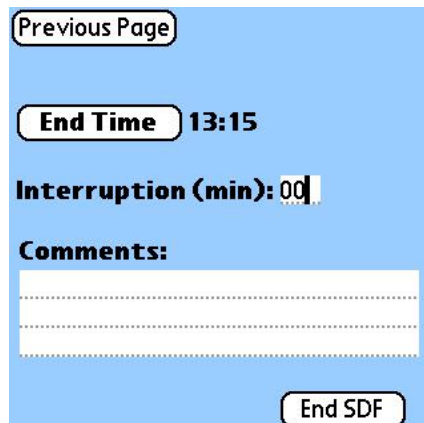 Previous Page
End Time 13:15
Interruption (min): 00
Comments:
End SDF